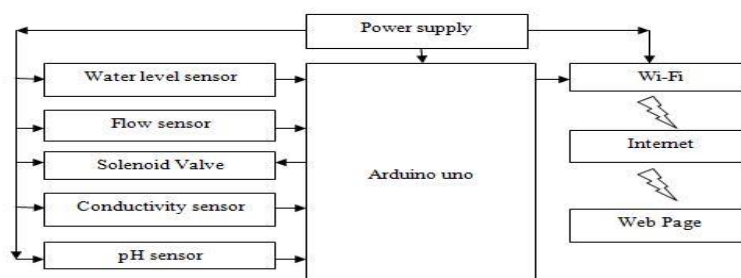 Power supply
Water level sensor
Wi-Fi
Flow sensor
Internet
Solenoid Valve
Arduino uno
Conductivity sensor
Web Page
pH sensor